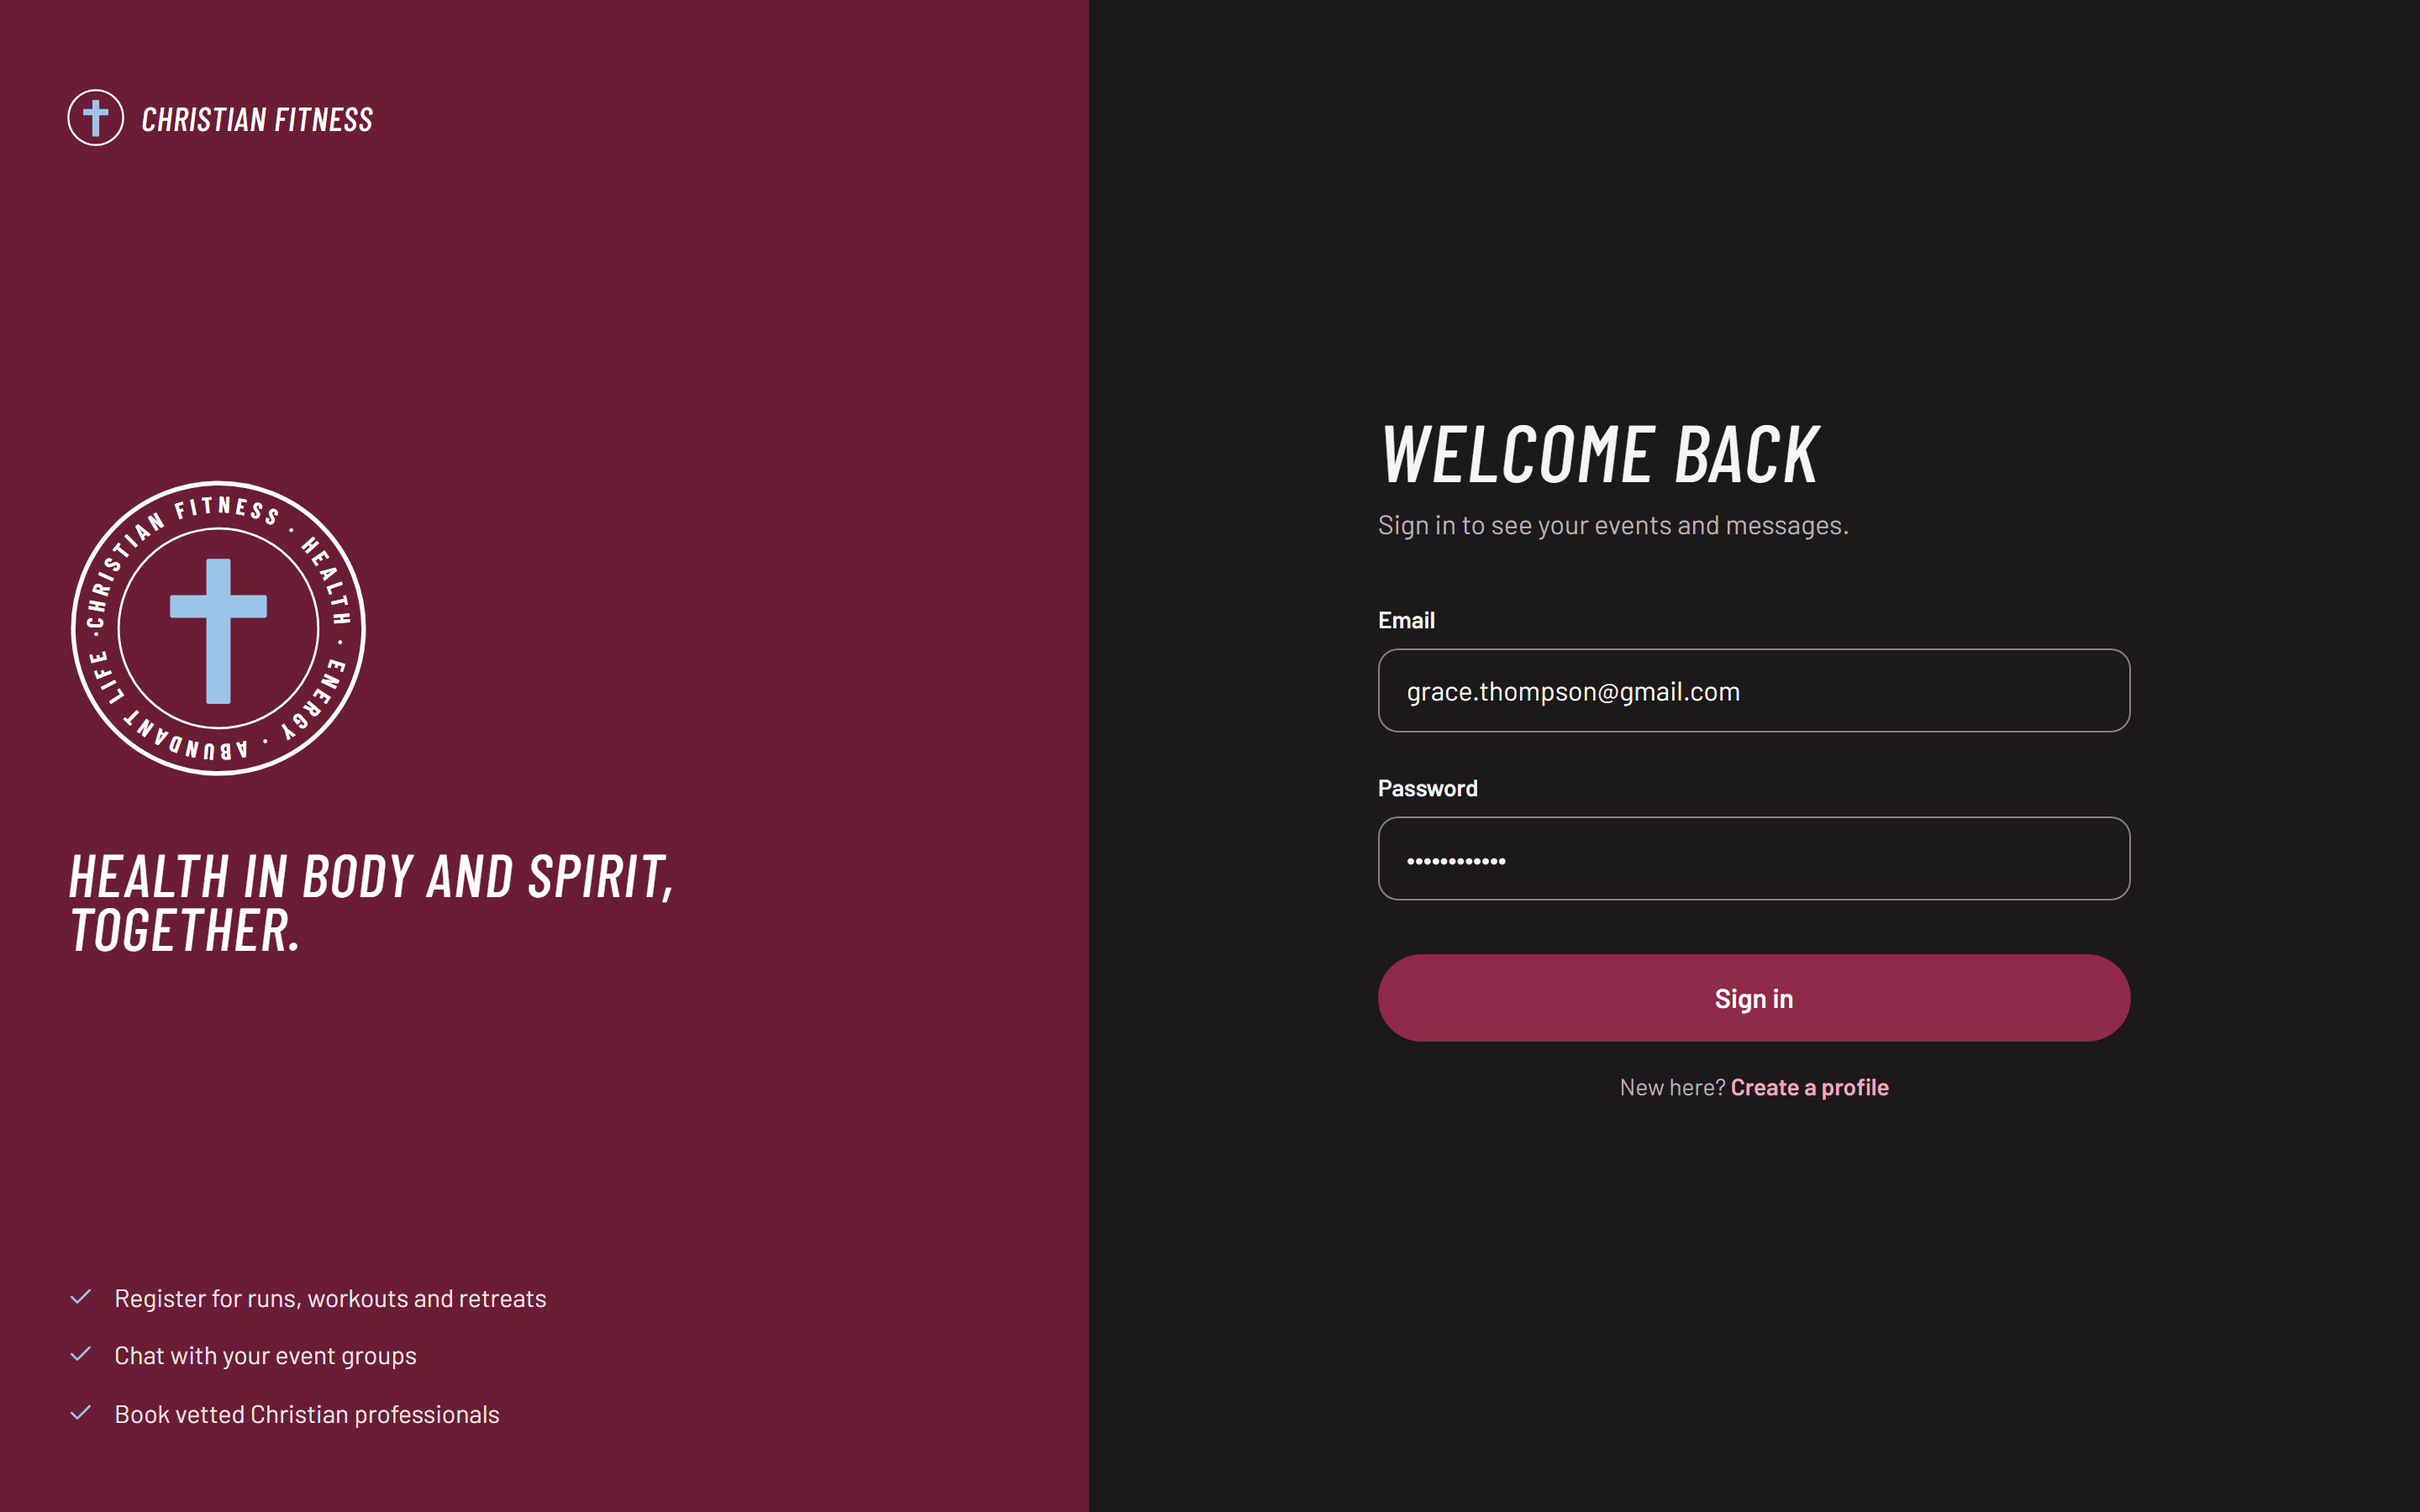 CHRISTIAN FITNESS
CHRISTIAN FITNESS · HEALTH · ENERGY · ABUNDANT LIFE ·
HEALTH IN BODY AND SPIRIT,
TOGETHER.
Register for runs, workouts and retreats
Chat with your event groups
Book vetted Christian professionals
WELCOME BACK
Sign in to see your events and messages.
Email
grace.thompson@gmail.com
Password
••••••••••••
Sign in
New here? Create a profile